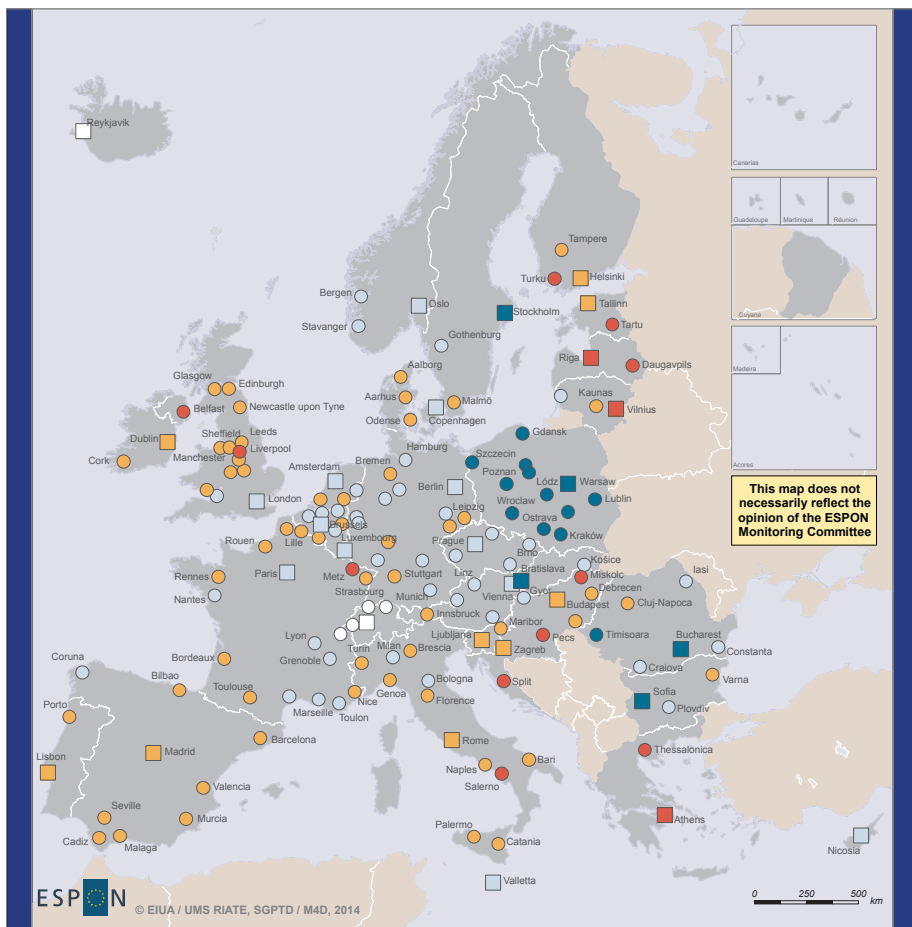 Reykjavik
Canarias
Guadeloupe
Martinique
Réunion
Guyane
Madeira
Acores
This map does not
necessarily reflect the
opinion of the ESPON
Monitoring Committee
Tampere
Turku
Helsinki
Tallinn
Tartu
Bergen
Oslo
Stockholm
Stavanger
Gothenburg
Riga
Daugavpils
Aalborg
Glasgow
Edinburgh
Kaunas
Aarhus
Malmö
Belfast
Newcastle upon Tyne
Vilnius
Odense
Copenhagen
Gdansk
Dublin
Sheffield
Leeds
Liverpool
Hamburg
Szczecin
Cork
Manchester
Bremen
Poznan
Amsterdam
Lódz
Warsaw
Berlin
London
Leipzig
Wroclaw
Lublin
Brussels
Ostrava
Rouen
Lille
Luxembourg
Prague
Kraków
Brno
Košice
Paris
Metz
Stuttgart
Linz
Bratislava
Miskolc
Iasi
Rennes
Strasbourg
Munich
Vienna
Gyor
Debrecen
Nantes
Budapest
Cluj-Napoca
Innsbruck
Maribor
Lyon
Ljubljana
Pecs
Timisoara
Bucharest
Turin
Milan
Brescia
Zagreb
Constanta
Coruna
Bordeaux
Grenoble
Craiova
Bilbao
Toulouse
Genoa
Bologna
Split
Varna
Nice
Florence
Sofia
Porto
Marseille
Toulon
Plovdiv
Barcelona
Rome
Thessalonica
Lisbon
Madrid
Bari
Naples
Valencia
Salerno
Seville
Murcia
Athens
Palermo
Cadiz
Malaga
Catania
Nicosia
Valletta
ESPON
© EIUA / UMS RIATE, SGPTD / M4D, 2014
0 250 500
km